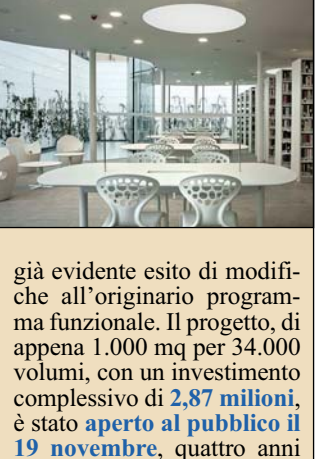 già evidente esito di modifi-
che all'originario program-
ma funzionale. Il progetto, di
appena 1.000 mq per 34.000
volumi, con un investimento
complessivo di 2,87 milioni,
è stato aperto al pubblico il
19 novembre, quattro anni